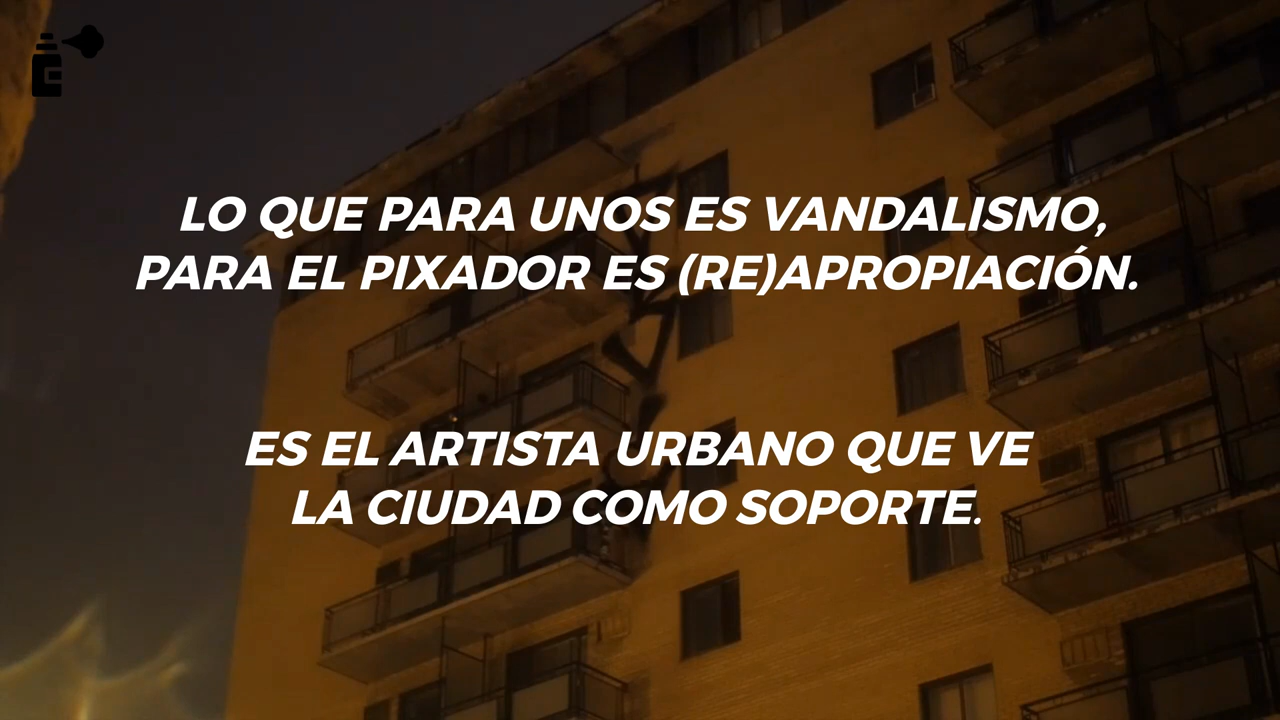 LO QUE PARA UNOS ES VANDALISMO,
PARA EL PIXADOR ES (RE)APROPIACIÓN.
ES EL ARTISTA URBANO QUE VE
LA CIUDAD COMO SOPORTE.